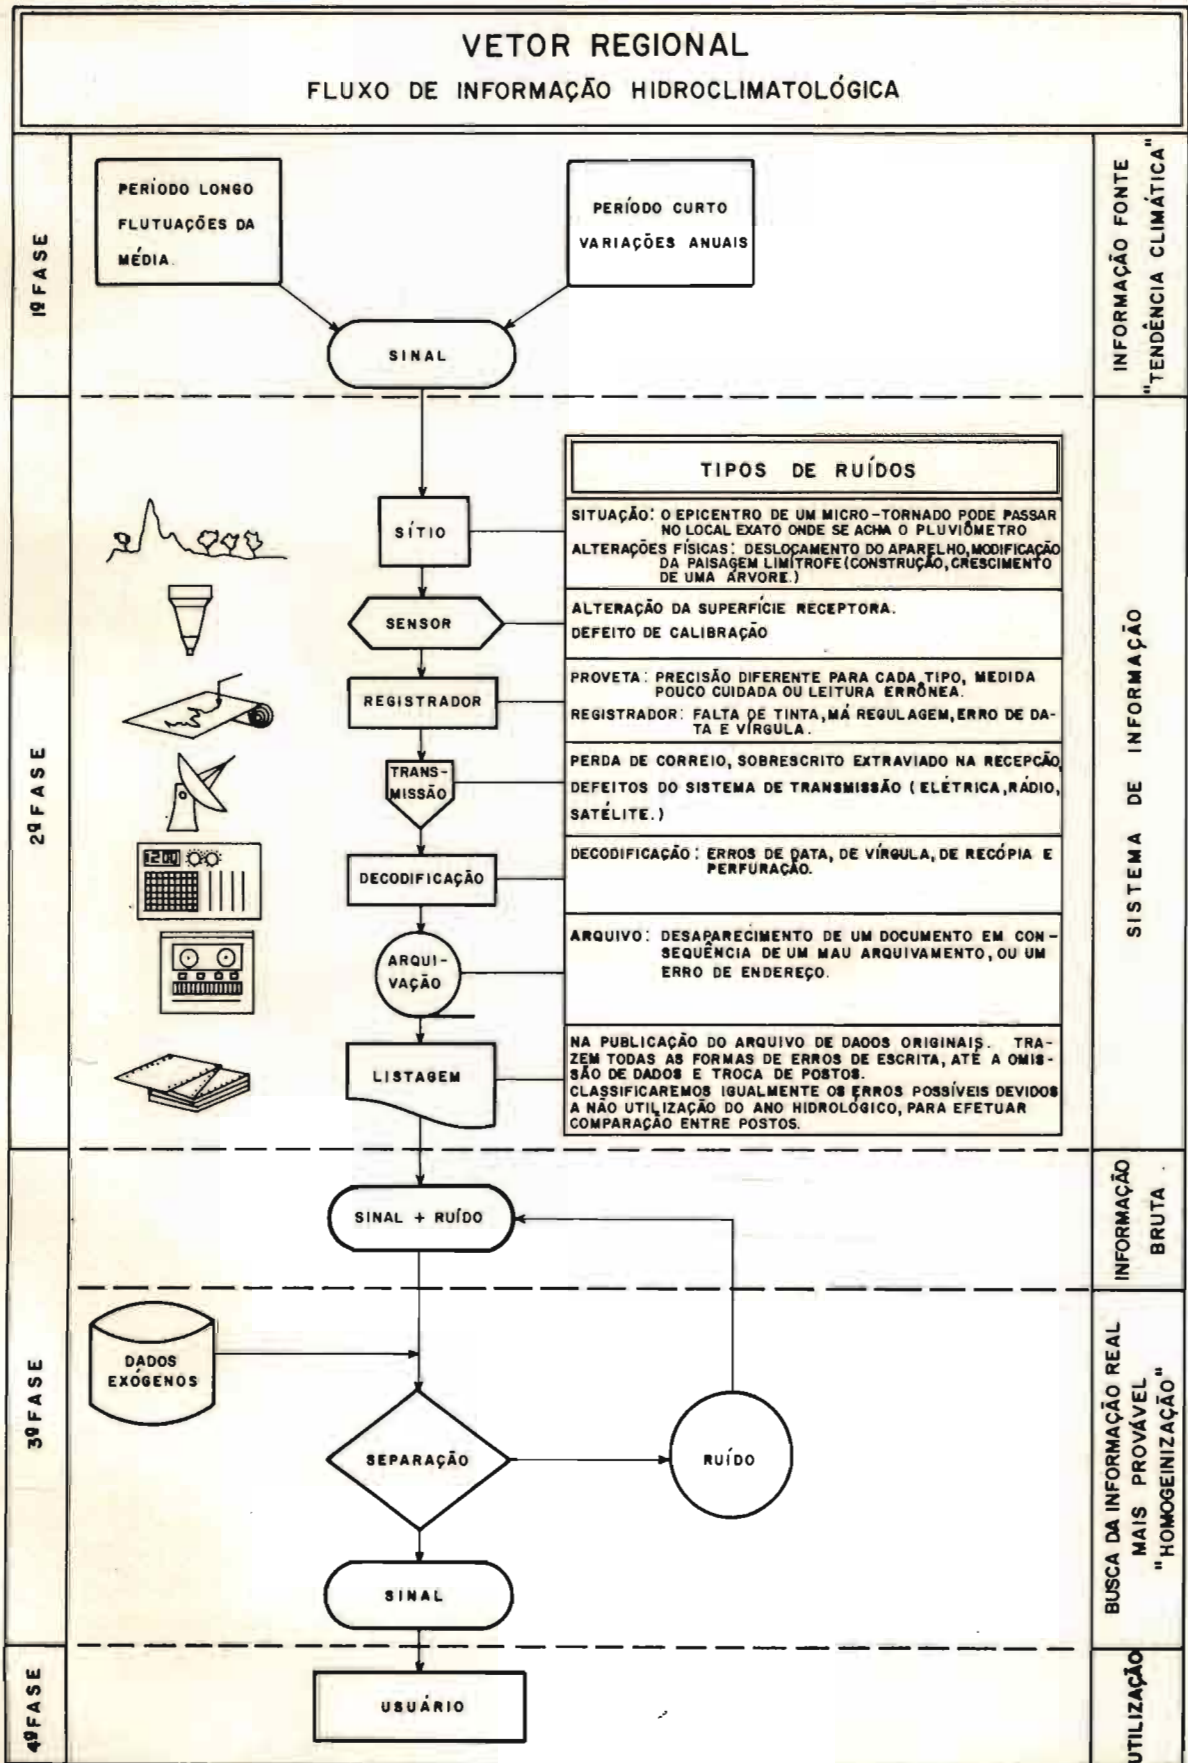 VETOR REGIONAL
FLUXO DE INFORMAÇÃO HIDROCLIMATOLÓGICA
1ª FASE
PERÍODO LONGO
FLUTUAÇÕES DA
MÉDIA.
PERÍODO CURTO
VARIAÇÕES ANUAIS
SINAL
INFORMAÇÃO FONTE
"TENDÊNCIA CLIMÁTICA"
2ª FASE
TIPOS DE RUÍDOS
SÍTIO
SITUAÇÃO: O EPICENTRO DE UM MICRO-TORNADO PODE PASSAR
NO LOCAL EXATO ONDE SE ACHA O PLUVIÔMETRO
ALTERAÇÕES FÍSICAS: DESLOCAMENTO DO APARELHO, MODIFICAÇÃO
DA PAISAGEM LIMÍTROFE (CONSTRUÇÃO, CRESCIMENTO
DE UMA ÁRVORE.)
SENSOR
ALTERAÇÃO DA SUPERFÍCIE RECEPTORA.
DEFEITO DE CALIBRAÇÃO
REGISTRADOR
PROVETA: PRECISÃO DIFERENTE PARA CADA TIPO, MEDIDA
POUCO CUIDADA OU LEITURA ERRÔNEA.
REGISTRADOR: FALTA DE TINTA, MÁ REGULAGEM, ERRO DE DA-
TA E VÍRGULA.
TRANS-
MISSÃO
PERDA DE CORREIO, SOBRESCRITO EXTRAVIADO NA RECEPCÃO,
DEFEITOS DO SISTEMA DE TRANSMISSÃO ( ELÉTRICA, RÁDIO,
SATÉLITE.)
1200
DECODIFICAÇÃO
DECODIFICAÇÃO: ERROS DE DATA, DE VÍRGULA, DE RECÓPIA E
PERFURAÇÃO.
ARQUI-
VAÇÃO
ARQUIVO: DESAPARECIMENTO DE UM DOCUMENTO EM CON-
SEQUÊNCIA DE UM MAU ARQUIVAMENTO, OU UM
ERRO DE ENDEREÇO.
LISTAGEM
NA PUBLICAÇÃO DO ARQUIVO DE DADOS ORIGINAIS. TRA-
ZEM TODAS AS FORMAS DE ERROS DE ESCRITA, ATÉ A OMIS-
SÃO DE DADOS E TROCA DE POSTOS.
CLASSIFICAREMOS IGUALMENTE OS ERROS POSSÍVEIS DEVIDOS
A NÃO UTILIZAÇÃO DO ANO HIDROLÓGICO, PARA EFETUAR
COMPARAÇÃO ENTRE POSTOS.
SISTEMA DE INFORMAÇÃO
3ª FASE
SINAL + RUÍDO
INFORMAÇÃO
BRUTA
DADOS
EXÓGENOS
SEPARAÇÃO
RUÍDO
SINAL
BUSCA DA INFORMAÇÃO REAL
MAIS PROVÁVEL
"HOMOGEINIZAÇÃO"
4ª FASE
USUÁRIO
UTILIZAÇÃO